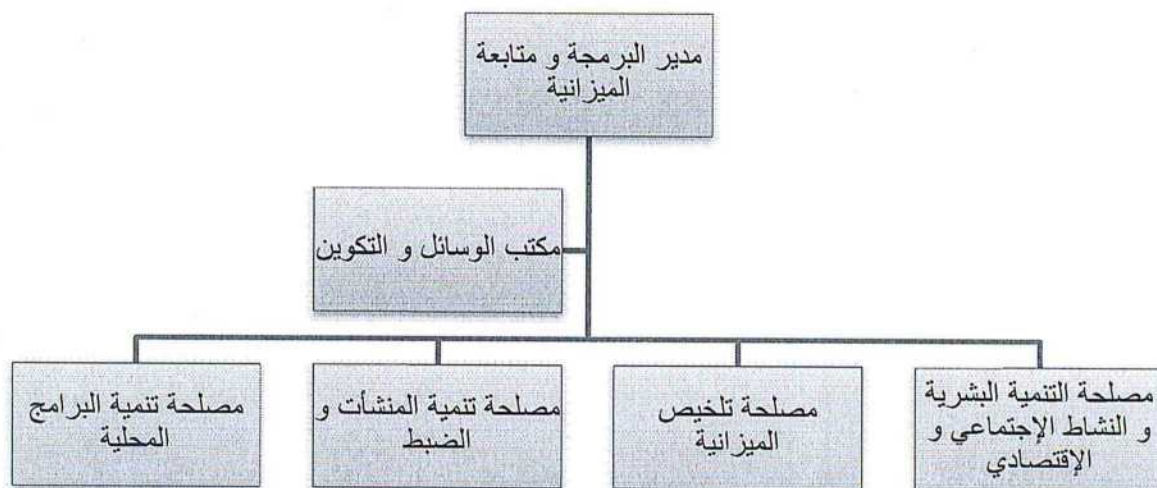 مدير البرمجة و متابعة
الميزانية
مكتب الوسائل و التكوين
مصلحة التنمية البشرية
و النشاط الإجتماعي و
الإقتصادي
مصلحة تلخيص
الميزانية
مصلحة تنمية المنشأت و
الضبط
مصلحة تنمية البرامج
المحلية